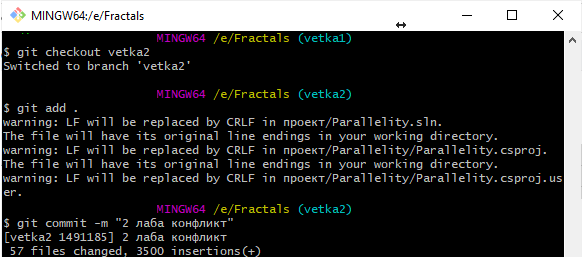 MINGW64:/e/Fractals
MINGW64 /e/Fractals (vetka1)
$ git checkout vetka2
Switched to branch 'vetka2'
MINGW64 /e/Fractals (vetka2)
$ git add .
warning: LF will be replaced by CRLF in проект/Parallelity.sln.
The file will have its original line endings in your working directory.
warning: LF will be replaced by CRLF in проект/Parallelity/Parallelity.csproj.
The file will have its original line endings in your working directory.
warning: LF will be replaced by CRLF in проект/Parallelity/Parallelity.csproj.us
er.
MINGW64 /e/Fractals (vetka2)
$ git commit -m "2 лаба конфликт"
[vetka2 1491185] 2 лаба конфликт
57 files changed, 3500 insertions(+)